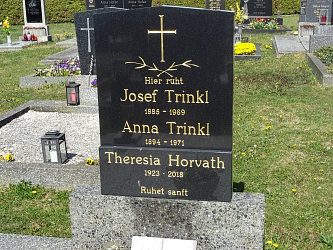 Hier ruht
Josef Trinkl
1885 - 1969
Anna Trinkl
1894 - 1971
Theresia Horvath
1923 - 2018
Ruhet sanft